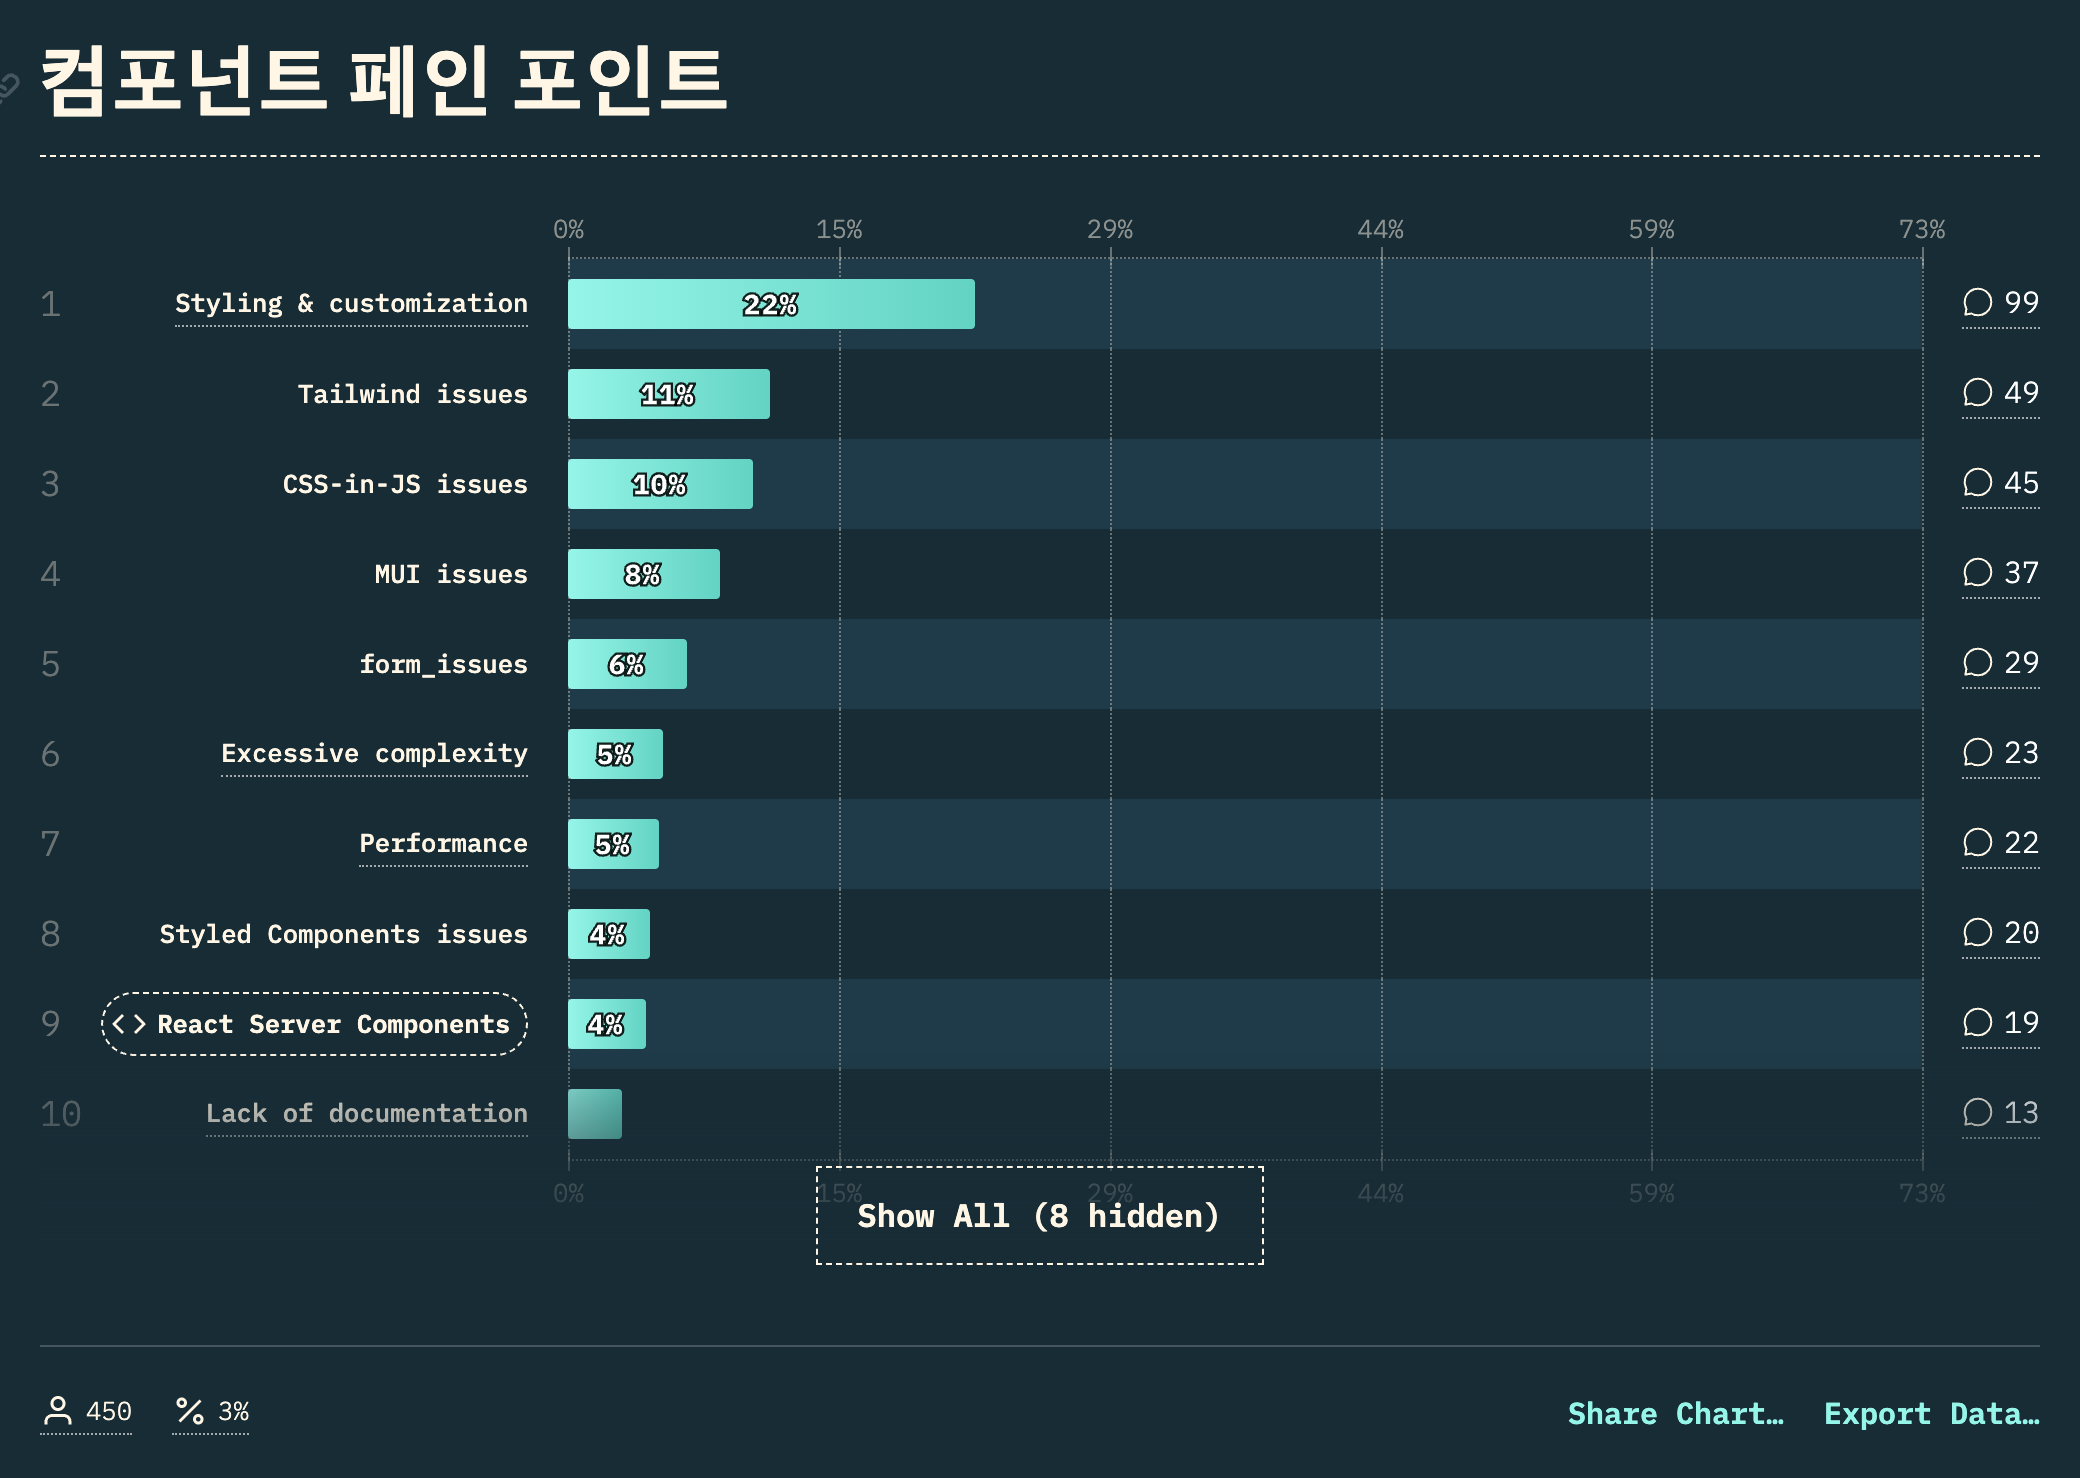 컴포넌트 페인 포인트
0% 15% 29% 44% 59% 73%
1 Styling & customization 22% 99
2 Tailwind issues 11% 49
3 CSS-in-JS issues 10% 45
4 MUI issues 8% 37
5 form_issues 6% 29
6 Excessive complexity 5% 23
7 Performance 5% 22
8 Styled Components issues 4% 20
9 <> React Server Components 4% 19
10 Lack of documentation 13
0% 15% 29% 44% 59% 73%
Show All (8 hidden)
450 % 3% Share Chart… Export Data…